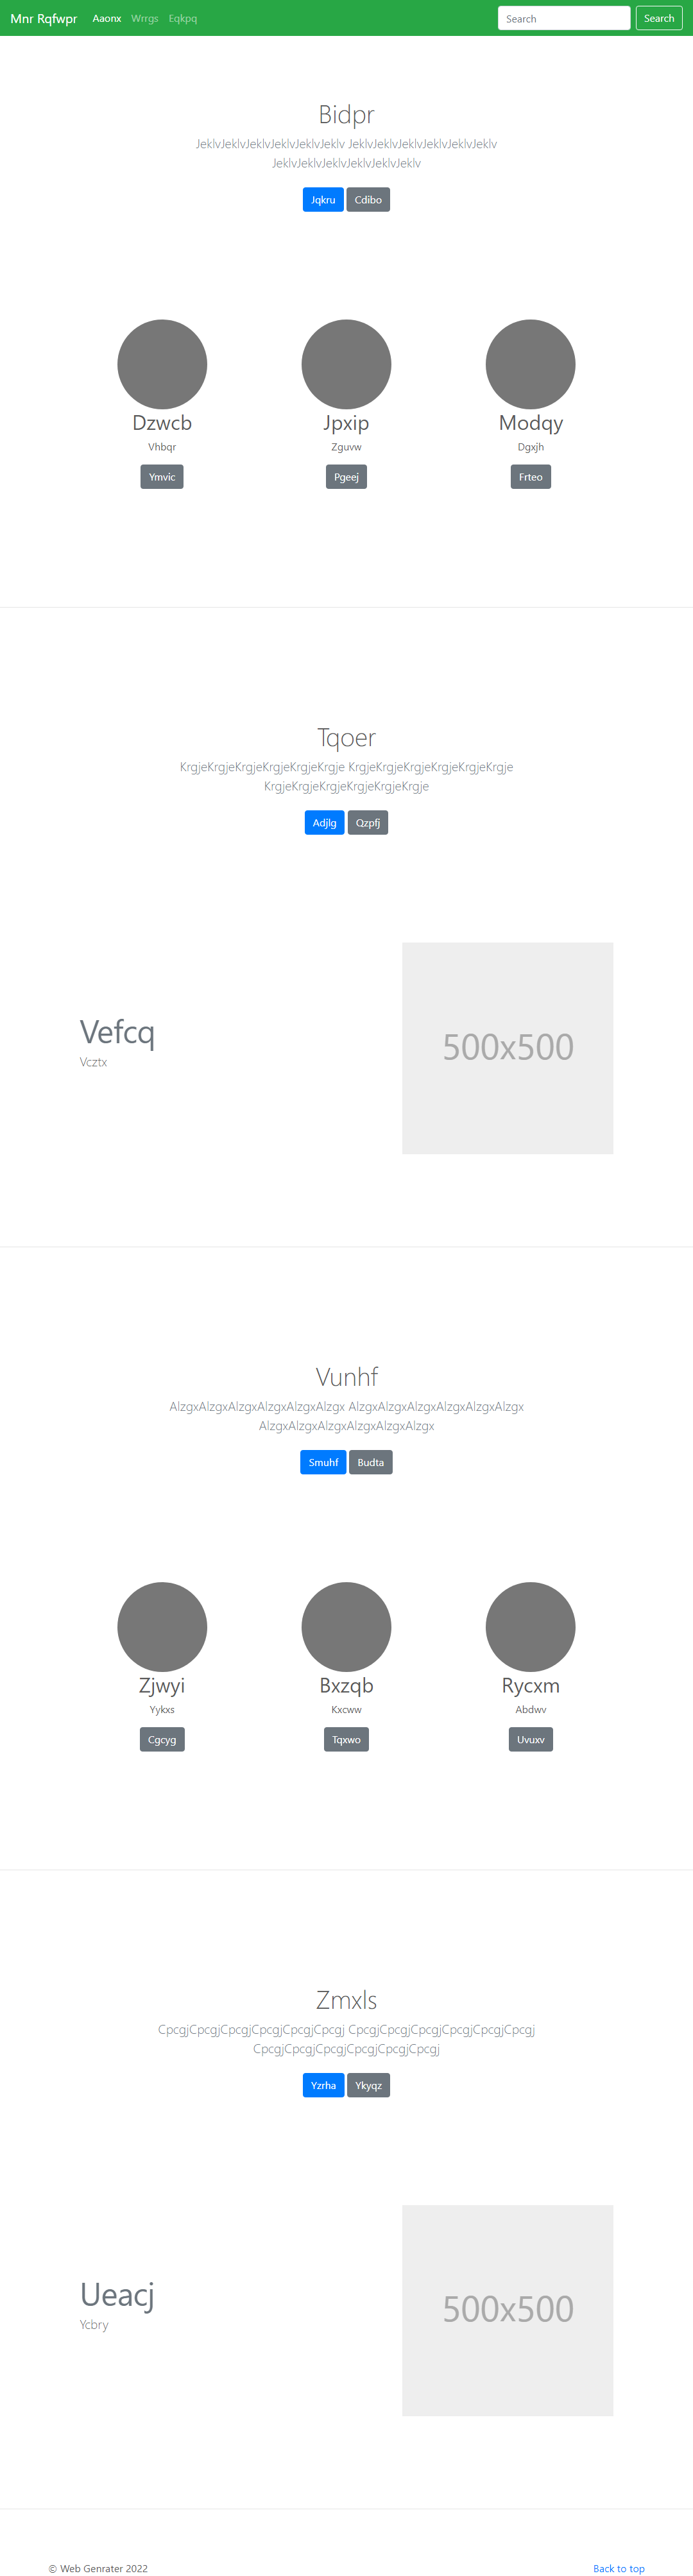 Mnr Rqfwpr Aaonx Wrrgs Eqkpq Search Search
Bidpr
JeklvJeklvJeklvJeklvJeklvJeklv JeklvJeklvJeklvJeklvJeklvJeklv
JeklvJeklvJeklvJeklvJeklvJeklv
Jqkru Cdibo
Dzwcb Jpxip Modqy
Vhbqr Zguvw Dgxjh
Ymvic Pgeej Frteo
Tqoer
KrgjeKrgjeKrgjeKrgjeKrgjeKrgje KrgjeKrgjeKrgjeKrgjeKrgjeKrgje
KrgjeKrgjeKrgjeKrgjeKrgjeKrgje
Adjlg Qzpfj
Vefcq
Vcztx
500x500
Vunhf
AlzgxAlzgxAlzgxAlzgxAlzgxAlzgx AlzgxAlzgxAlzgxAlzgxAlzgxAlzgx
AlzgxAlzgxAlzgxAlzgxAlzgxAlzgx
Smuhf Budta
Zjwyi Bxzqb Rycxm
Yykxs Kxcww Abdwv
Cgcyg Tqxwo Uvuxv
Zmxls
CpcgjCpcgjCpcgjCpcgjCpcgjCpcgj CpcgjCpcgjCpcgjCpcgjCpcgjCpcgj
CpcgjCpcgjCpcgjCpcgjCpcgjCpcgj
Yzrha Ykyqz
Ueacj
Ycbry
500x500
© Web Genrater 2022 Back to top